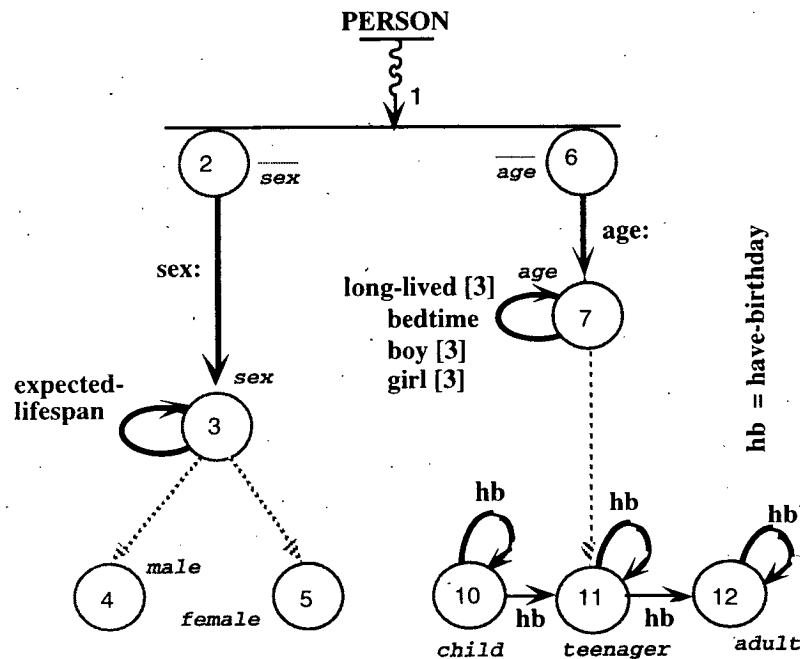 PERSON
1
2
sex
6
age
sex:
age:
age
long-lived [3]
bedtime
boy [3]
girl [3]
7
hb = have-birthday
expected-
lifespan
sex
3
hb
hb
hb
male
4
female
5
10
hb
11
hb
12
child
teenager
adult